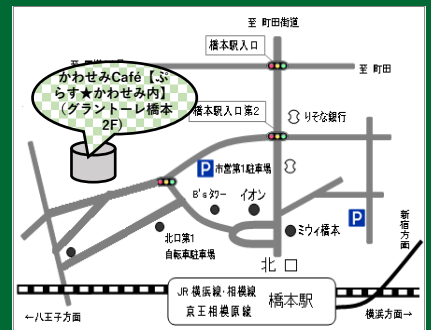 至 町田街道
橋本駅入口
至 町田
かわせみCafé【ぷ
らす★かわせみ内】
(グラントーレ橋本
2F)
橋本駅入口第2
りそな銀行
P 市営第1駐車場
B'sタワー
イオン
P
北口第1
自転車駐車場
ミウィ橋本
新宿方面
北 口
JR 横浜線・相模線
京王相模原線
橋本駅
←八王子方面
横浜方面→